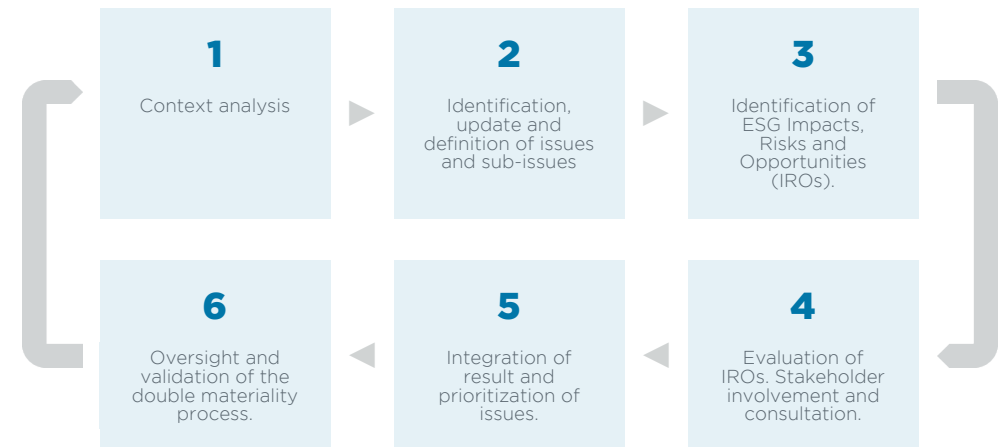 1
Context analysis
2
Identification,
update and
definition of issues
and sub-issues
3
Identification of
ESG Impacts,
Risks and
Opportunities
(IROs).
6
Oversight and
validation of the
double materiality
process.
5
Integration of
result and
prioritization of
issues.
4
Evaluation of
IROs. Stakeholder
involvement and
consultation.